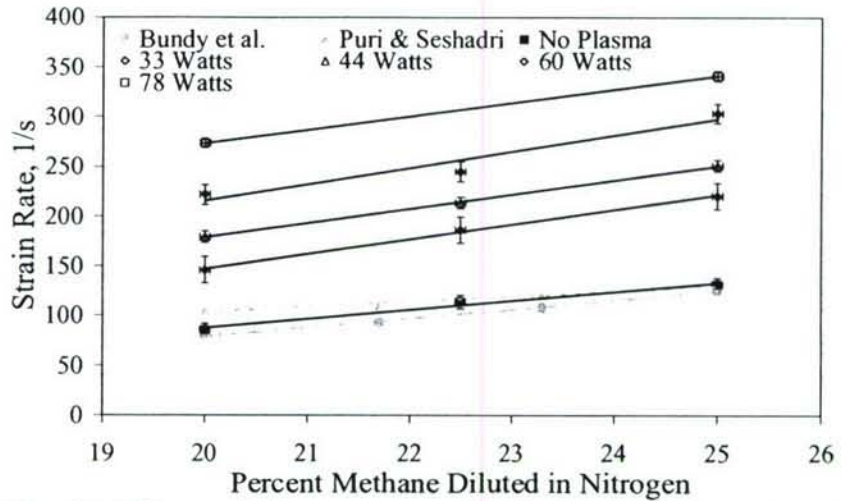 400
350
300
250
200
150
100
50
0
Strain Rate, 1/s
Bundy et al. Puri & Seshadri No Plasma
33 Watts 44 Watts 60 Watts
78 Watts
19 20 21 22 23 24 25 26
Percent Methane Diluted in Nitrogen